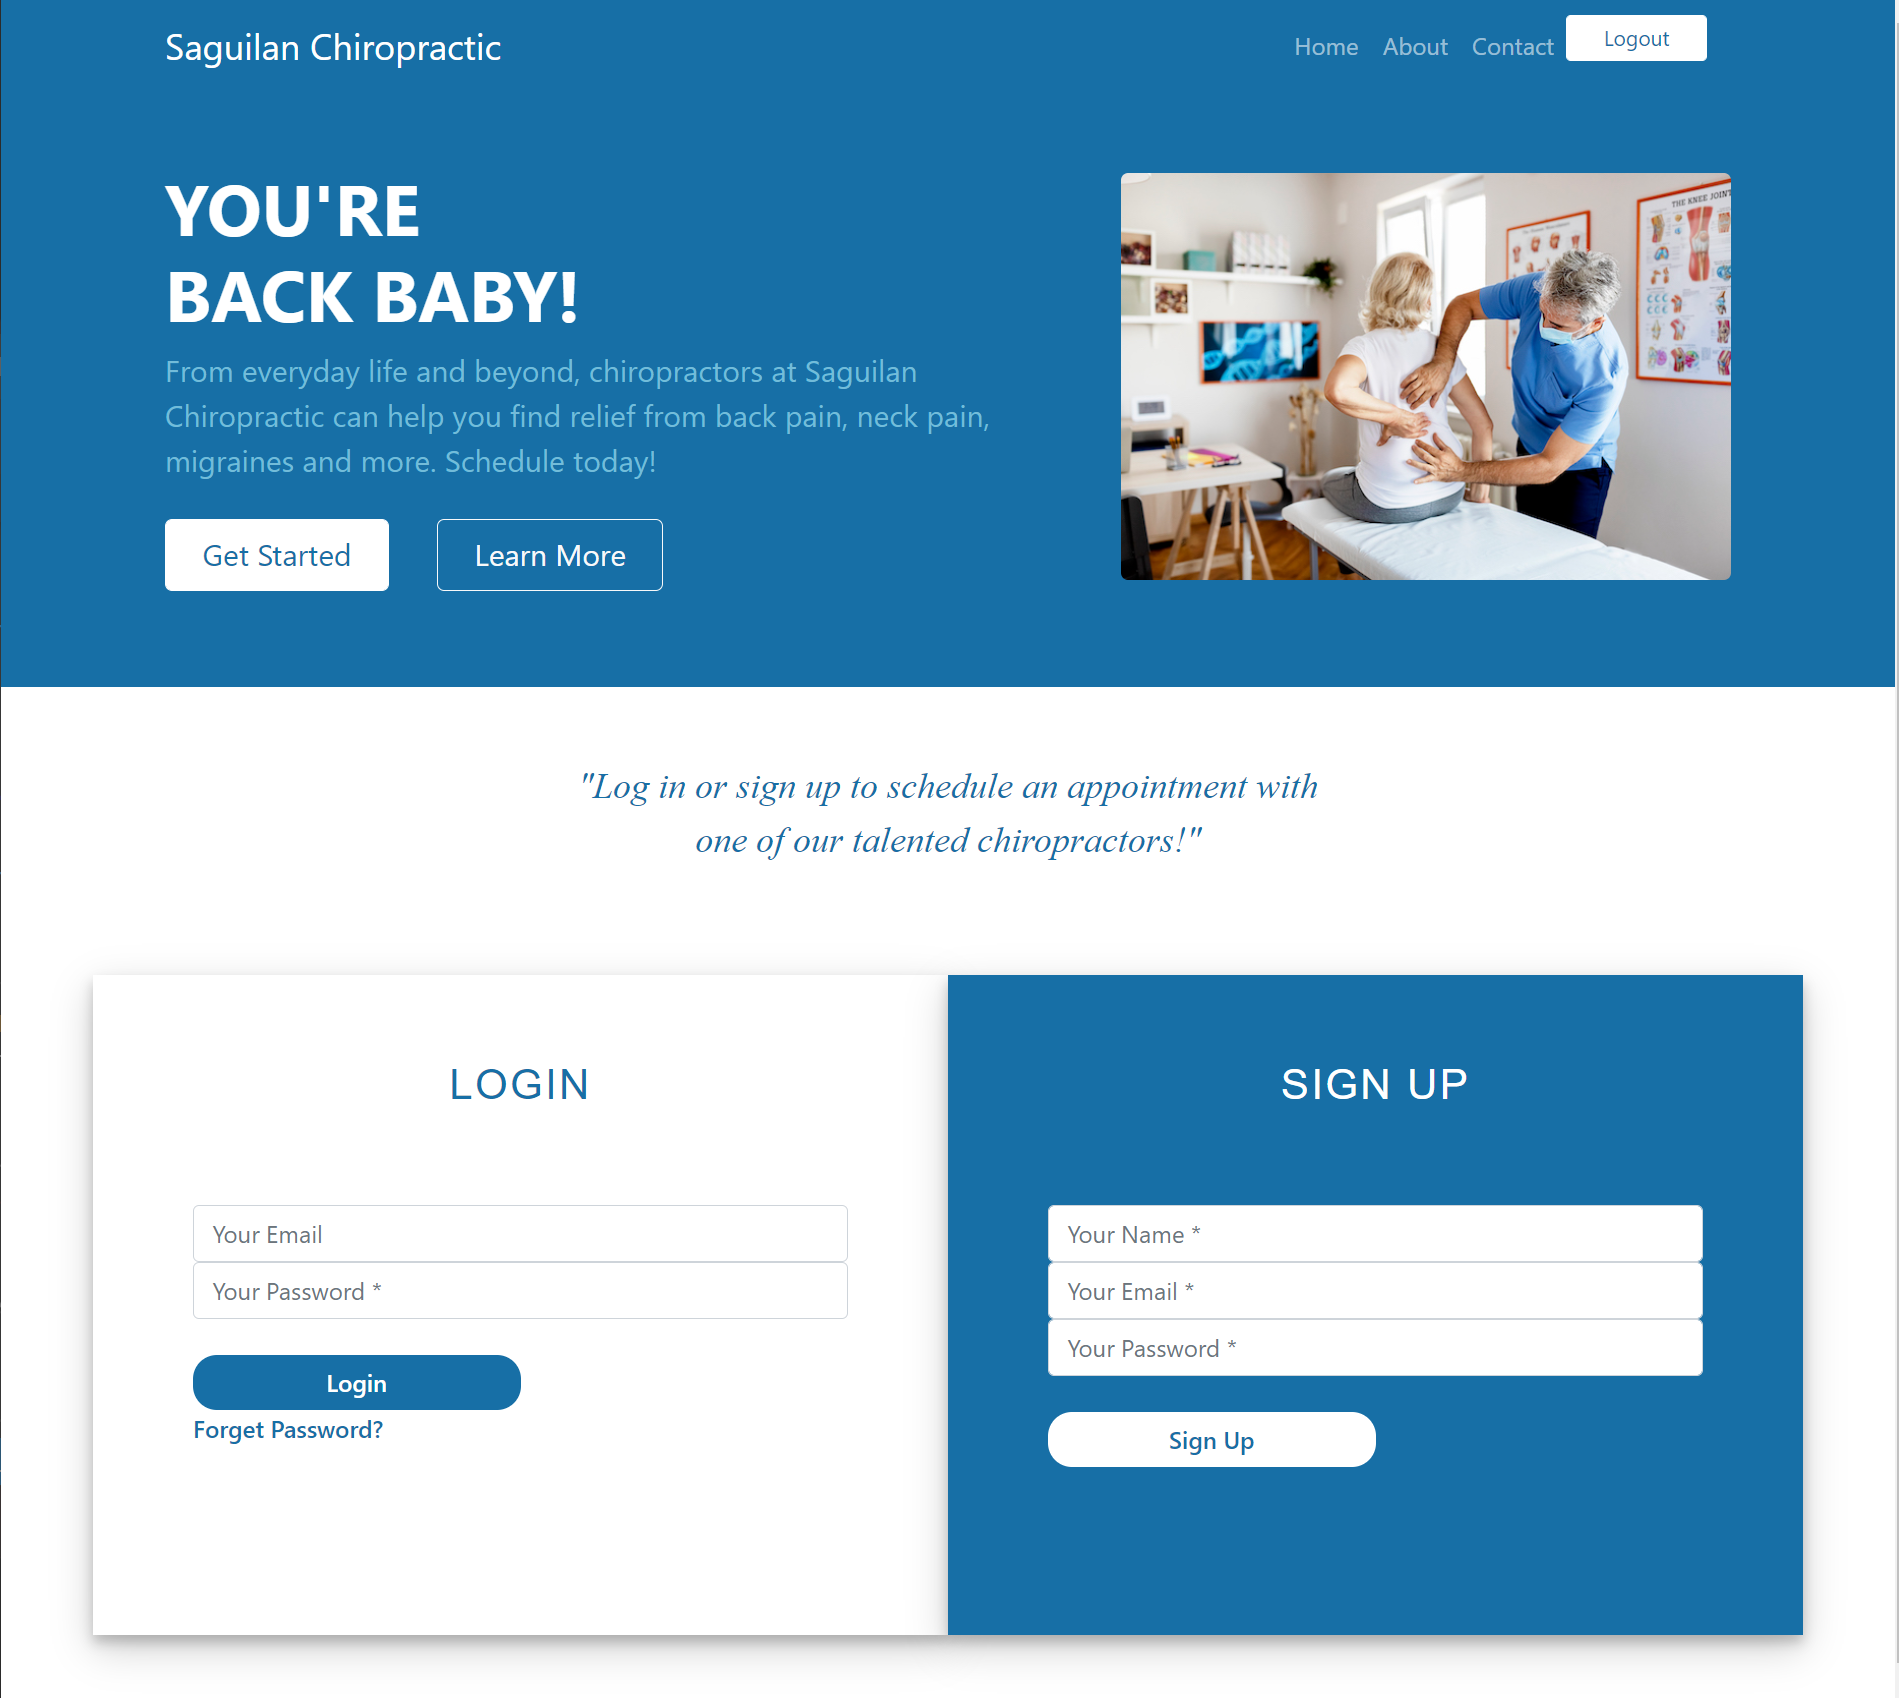 Saguilan Chiropractic
Home About Contact Logout
YOU'RE
BACK BABY!
From everyday life and beyond, chiropractors at Saguilan
Chiropractic can help you find relief from back pain, neck pain,
migraines and more. Schedule today!
Get Started Learn More
THE KNEE JOINT
"Log in or sign up to schedule an appointment with
one of our talented chiropractors!"
LOGIN
Your Email
Your Password *
Login
Forget Password?
SIGN UP
Your Name *
Your Email *
Your Password *
Sign Up